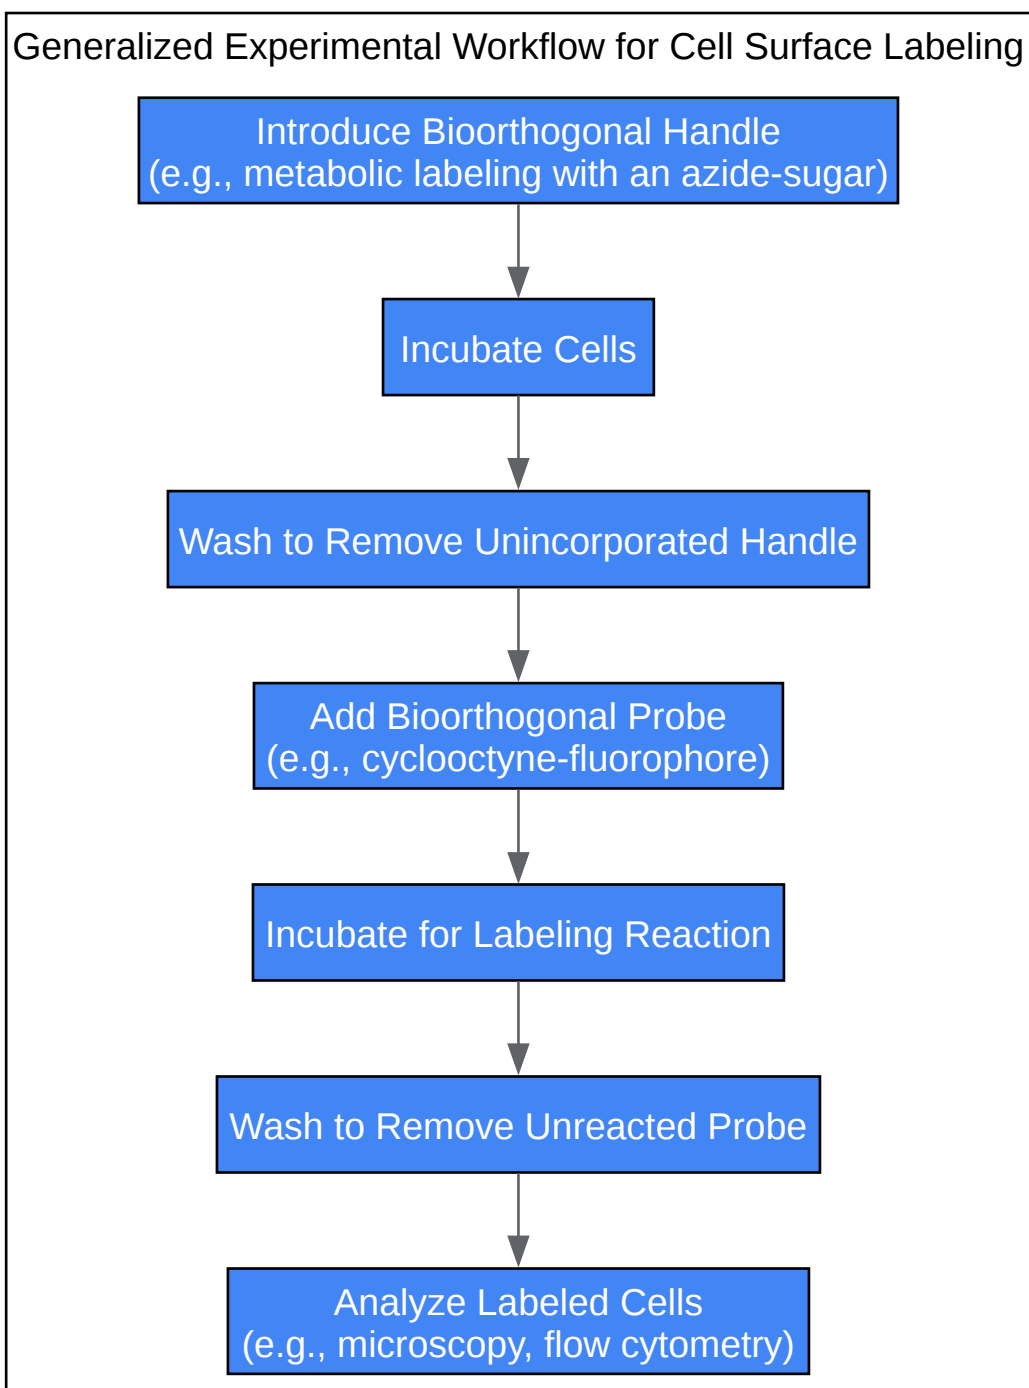 Generalized Experimental Workflow for Cell Surface Labeling
Introduce Bioorthogonal Handle
(e.g., metabolic labeling with an azide-sugar)
Incubate Cells
Wash to Remove Unincorporated Handle
Add Bioorthogonal Probe
(e.g., cyclooctyne-fluorophore)
Incubate for Labeling Reaction
Wash to Remove Unreacted Probe
Analyze Labeled Cells
(e.g., microscopy, flow cytometry)